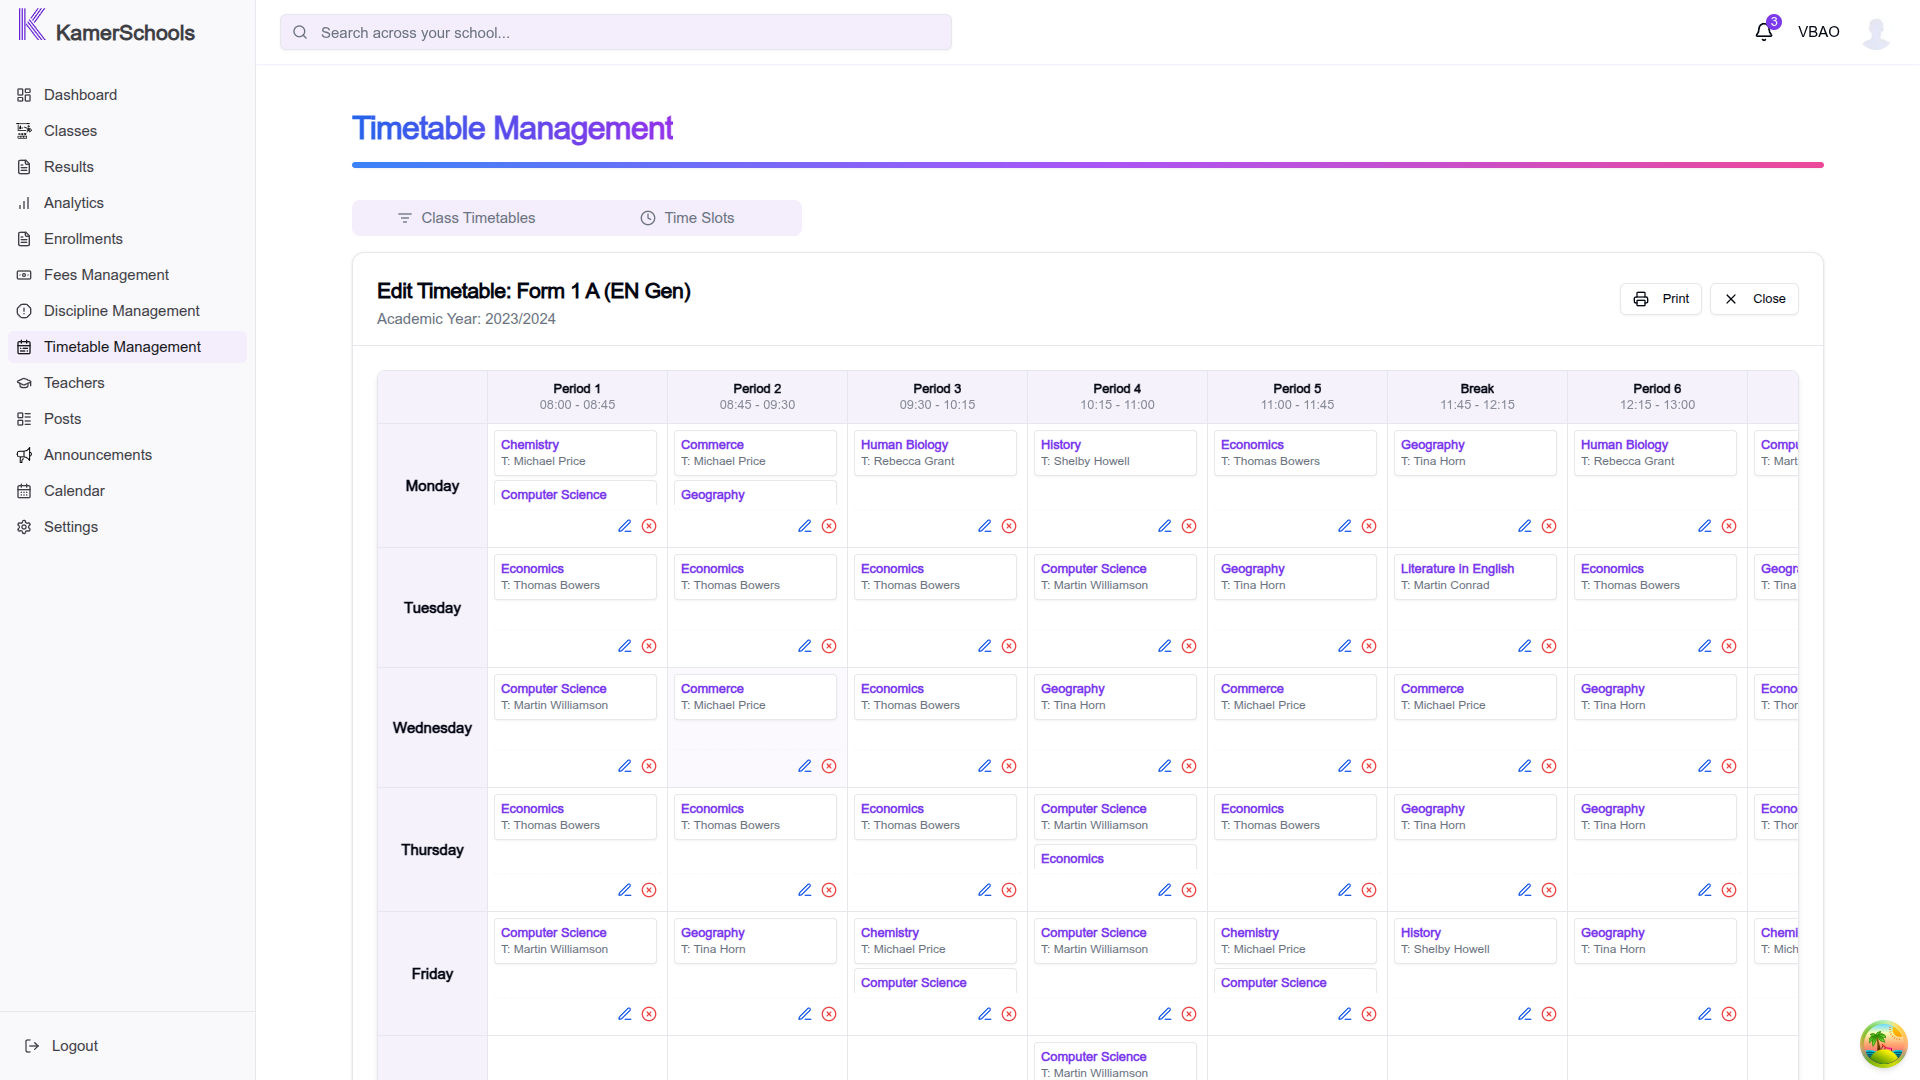 KamerSchools
Search across your school...
3
VBAO
Dashboard
Classes
Results
Analytics
Enrollments
Fees Management
Discipline Management
Timetable Management
Teachers
Posts
Announcements
Calendar
Settings
Logout
Timetable Management
Class Timetables
Time Slots
Edit Timetable: Form 1 A (EN Gen)
Academic Year: 2023/2024
Print
Close
Period 1 Period 2 Period 3 Period 4 Period 5 Break Period 6
08:00 - 08:45 08:45 - 09:30 09:30 - 10:15 10:15 - 11:00 11:00 - 11:45 11:45 - 12:15 12:15 - 13:00
Monday
Chemistry Commerce Human Biology History Economics Geography Human Biology Compu
T: Michael Price T: Michael Price T: Rebecca Grant T: Shelby Howell T: Thomas Bowers T: Tina Horn T: Rebecca Grant T: Mart
Computer Science Geography
Tuesday
Economics Economics Economics Computer Science Geography Literature in English Economics Geogr
T: Thomas Bowers T: Thomas Bowers T: Thomas Bowers T: Martin Williamson T: Tina Horn T: Martin Conrad T: Thomas Bowers T: Tina
Wednesday
Computer Science Commerce Economics Geography Commerce Commerce Geography Econo
T: Martin Williamson T: Michael Price T: Thomas Bowers T: Tina Horn T: Michael Price T: Michael Price T: Tina Horn T: Thor
Thursday
Economics Economics Economics Computer Science Economics Geography Geography Econo
T: Thomas Bowers T: Thomas Bowers T: Thomas Bowers T: Martin Williamson T: Thomas Bowers T: Tina Horn T: Tina Horn T: Thor
Economics
Friday
Computer Science Geography Chemistry Computer Science Chemistry History Geography Chemi
T: Martin Williamson T: Tina Horn T: Michael Price T: Martin Williamson T: Michael Price T: Shelby Howell T: Tina Horn T: Mich
Computer Science Computer Science
Computer Science
T: Martin Williamson